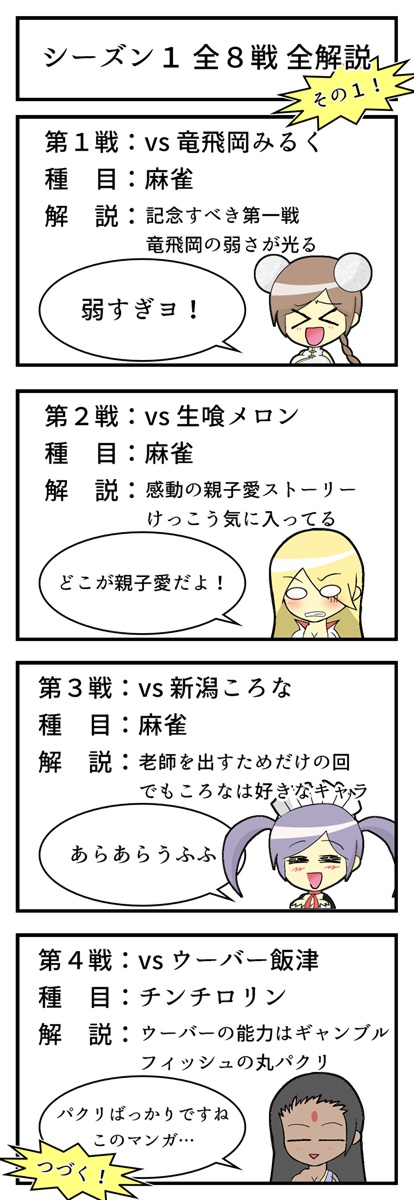 シーズン１ 全８戦 全解説
その１！
第１戦：vs 竜飛岡みるく
種　目：麻雀
解　説：記念すべき第一戦
竜飛岡の弱さが光る
弱すぎヨ！
第２戦：vs 生喰メロン
種　目：麻雀
解　説：感動の親子愛ストーリー
けっこう気に入ってる
どこが親子愛だよ！
第３戦：vs 新潟ころな
種　目：麻雀
解　説：老師を出すためだけの回
でもころなは好きなキャラ
あらあらうふふ
第４戦：vs ウーバー飯津
種　目：チンチロリン
解　説：ウーバーの能力はギャンブル
フィッシュの丸パクリ
パクリばっかりですね
このマンガ…
つづく！